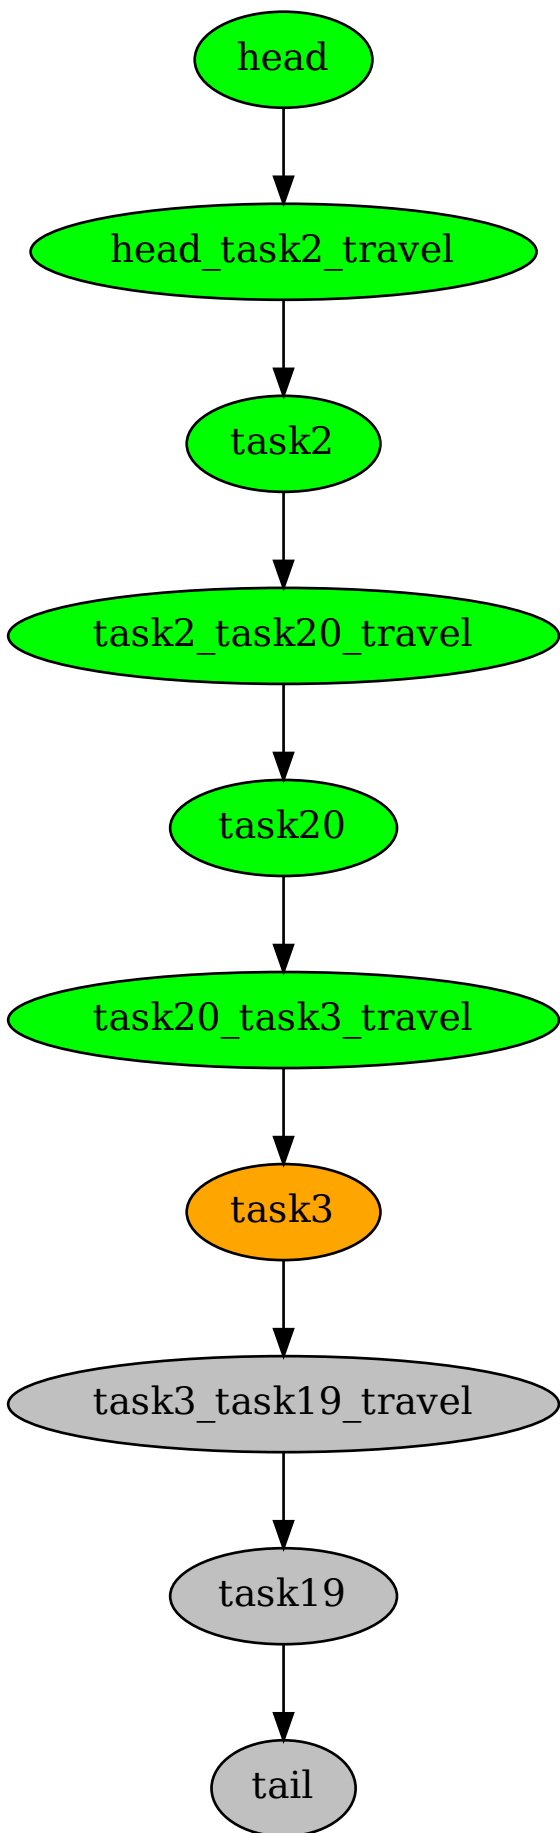 head
head_task2_travel
task2
task2_task20_travel
task20
task20_task3_travel
task3
task3_task19_travel
task19
tail